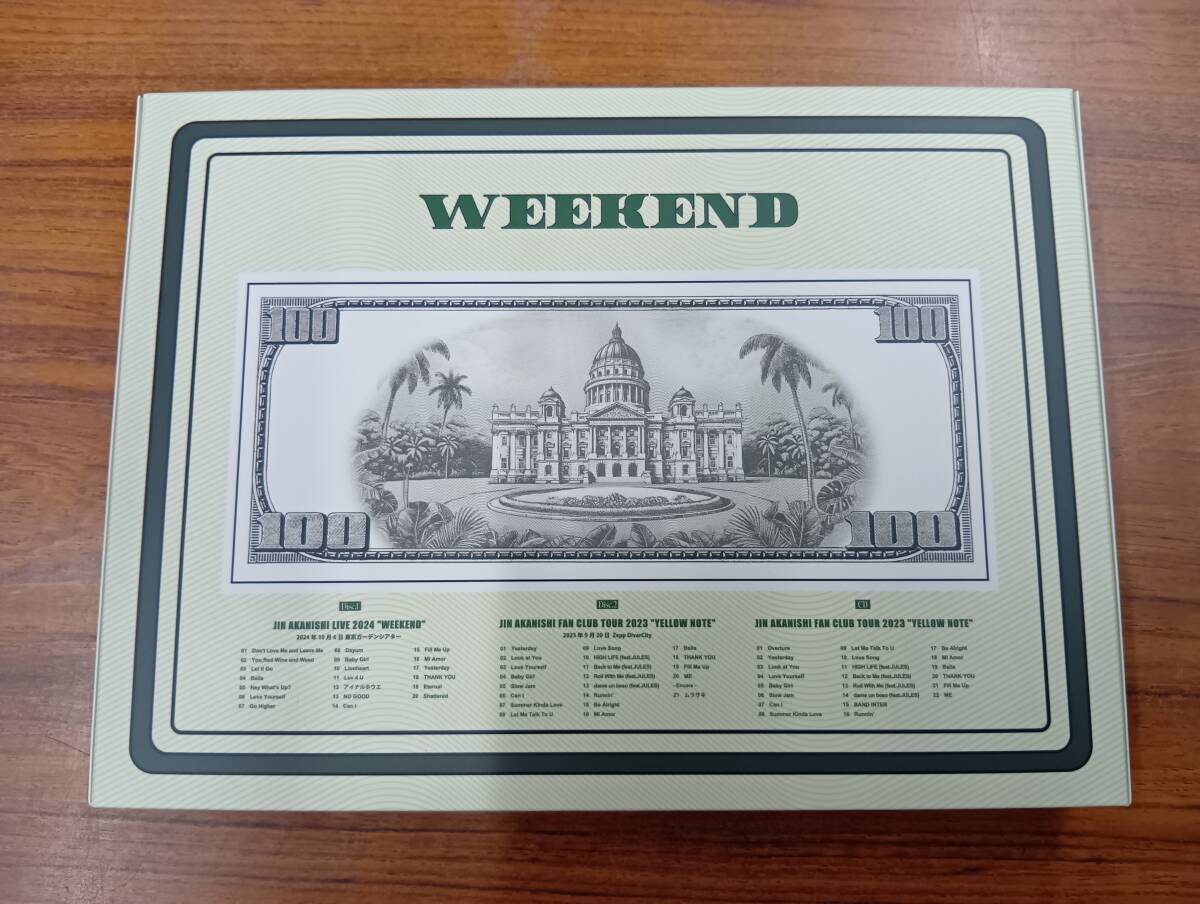 WEEKEND
100
100
100
100
Disc.1
JIN AKANISHI LIVE 2024 "WEEKEND"
2024年10月6日 東京ガーデンシアター
01 Don't Love Me and Leave Me
02 You,Red Wine and Weed
03 Let it Go
04 Baila
05 Hey What's Up?
06 Love Yourself
07 Go Higher
08 Dayum
09 Baby Girl
10 Lionheart
11 Luv 4 U
12 アイナルホウエ
13 NO GOOD
14 Can I
15 Fill Me Up
16 Mi Amor
17 Yesterday
18 THANK YOU
19 Eternal
20 Shattered
Disc.2
JIN AKANISHI FAN CLUB TOUR 2023 "YELLOW NOTE"
2023年9月20日 Zepp DiverCity
01 Yesterday
02 Look at You
03 Love Yourself
04 Baby Girl
05 Slow Jam
06 Can I
07 Summer Kinda Love
08 Let Me Talk To U
09 Love Song
10 HIGH LIFE (feat.JULES)
11 Back to Me (feat.JULES)
12 Roll With Me (feat.JULES)
13 dame un beso (feat.JULES)
14 Runnin'
15 Be Alright
16 Mi Amor
17 Baila
18 THANK YOU
19 Fill Me Up
20 ME
-Encore-
21 ムラサキ
CD
JIN AKANISHI FAN CLUB TOUR 2023 "YELLOW NOTE"
01 Overture
02 Yesterday
03 Look at You
04 Love Yourself
05 Baby Girl
06 Slow Jam
07 Can I
08 Summer Kinda Love
09 Let Me Talk To U
10 Love Song
11 HIGH LIFE (feat.JULES)
12 Back to Me (feat.JULES)
13 Roll With Me (feat.JULES)
14 dame un beso (feat.JULES)
15 BAND INTER
16 Runnin'
17 Be Alright
18 Mi Amor
19 Baila
20 THANK YOU
21 Fill Me Up
22 ME